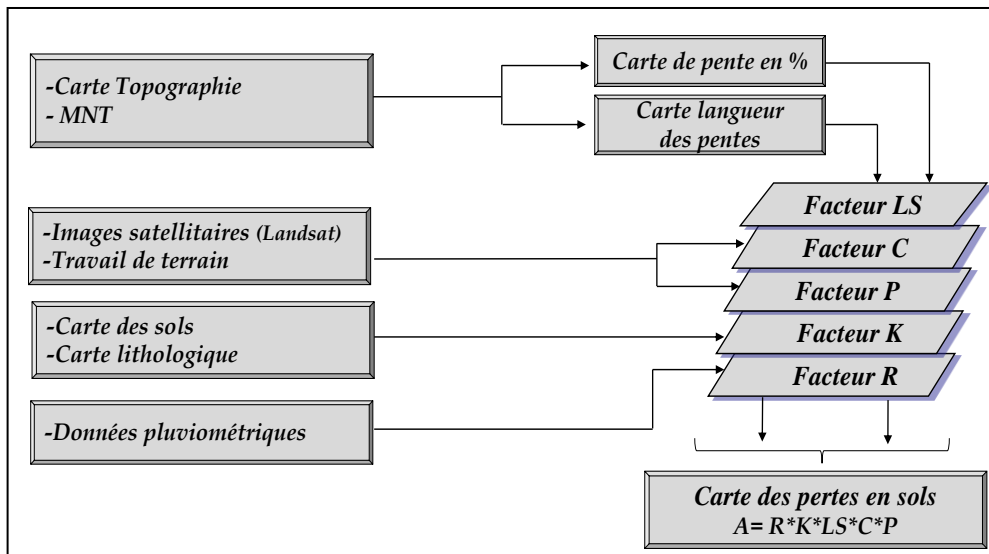 -Carte Topographie
- MNT
Carte de pente en %
Carte langueur
des pentes
-Images satellitaires (Landsat)
-Travail de terrain
-Carte des sols
-Carte lithologique
-Données pluviométriques
Facteur LS
Facteur C
Facteur P
Facteur K
Facteur R
Carte des pertes en sols
A= R*K*LS*C*P